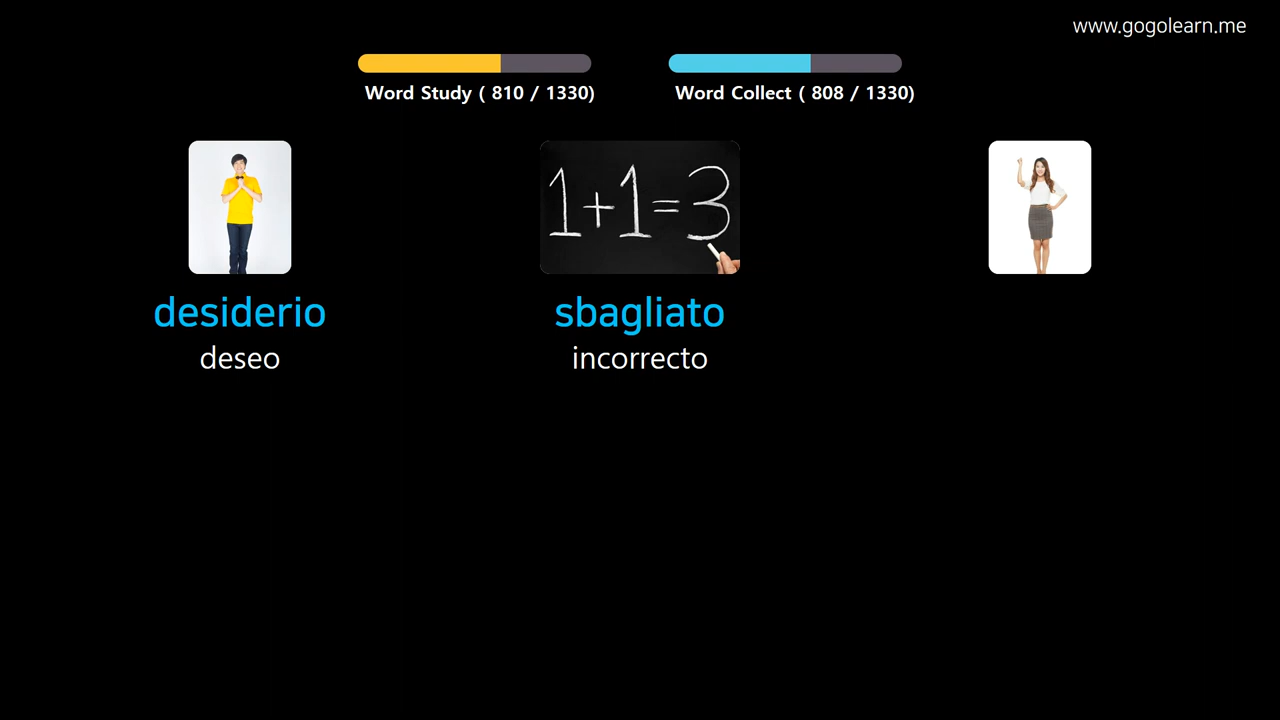 www.gogolearn.me
Word Study ( 810 / 1330)
Word Collect ( 808 / 1330)
1+1=3
desiderio
sbagliato
deseo
incorrecto